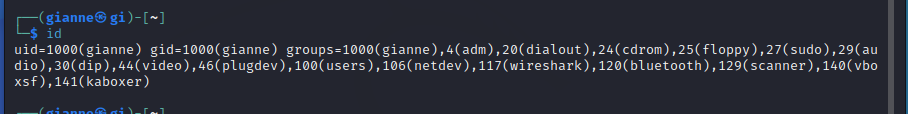 ┌──(gianne㉿gi)-[~]
└─$ id
uid=1000(gianne) gid=1000(gianne) groups=1000(gianne),4(adm),20(dialout),24(cdrom),25(floppy),27(sudo),29(au
dio),30(dip),44(video),46(plugdev),100(users),106(netdev),117(wireshark),120(bluetooth),129(scanner),140(vbo
xsf),141(kaboxer)
┌──(gianne㉿gi)-[~]